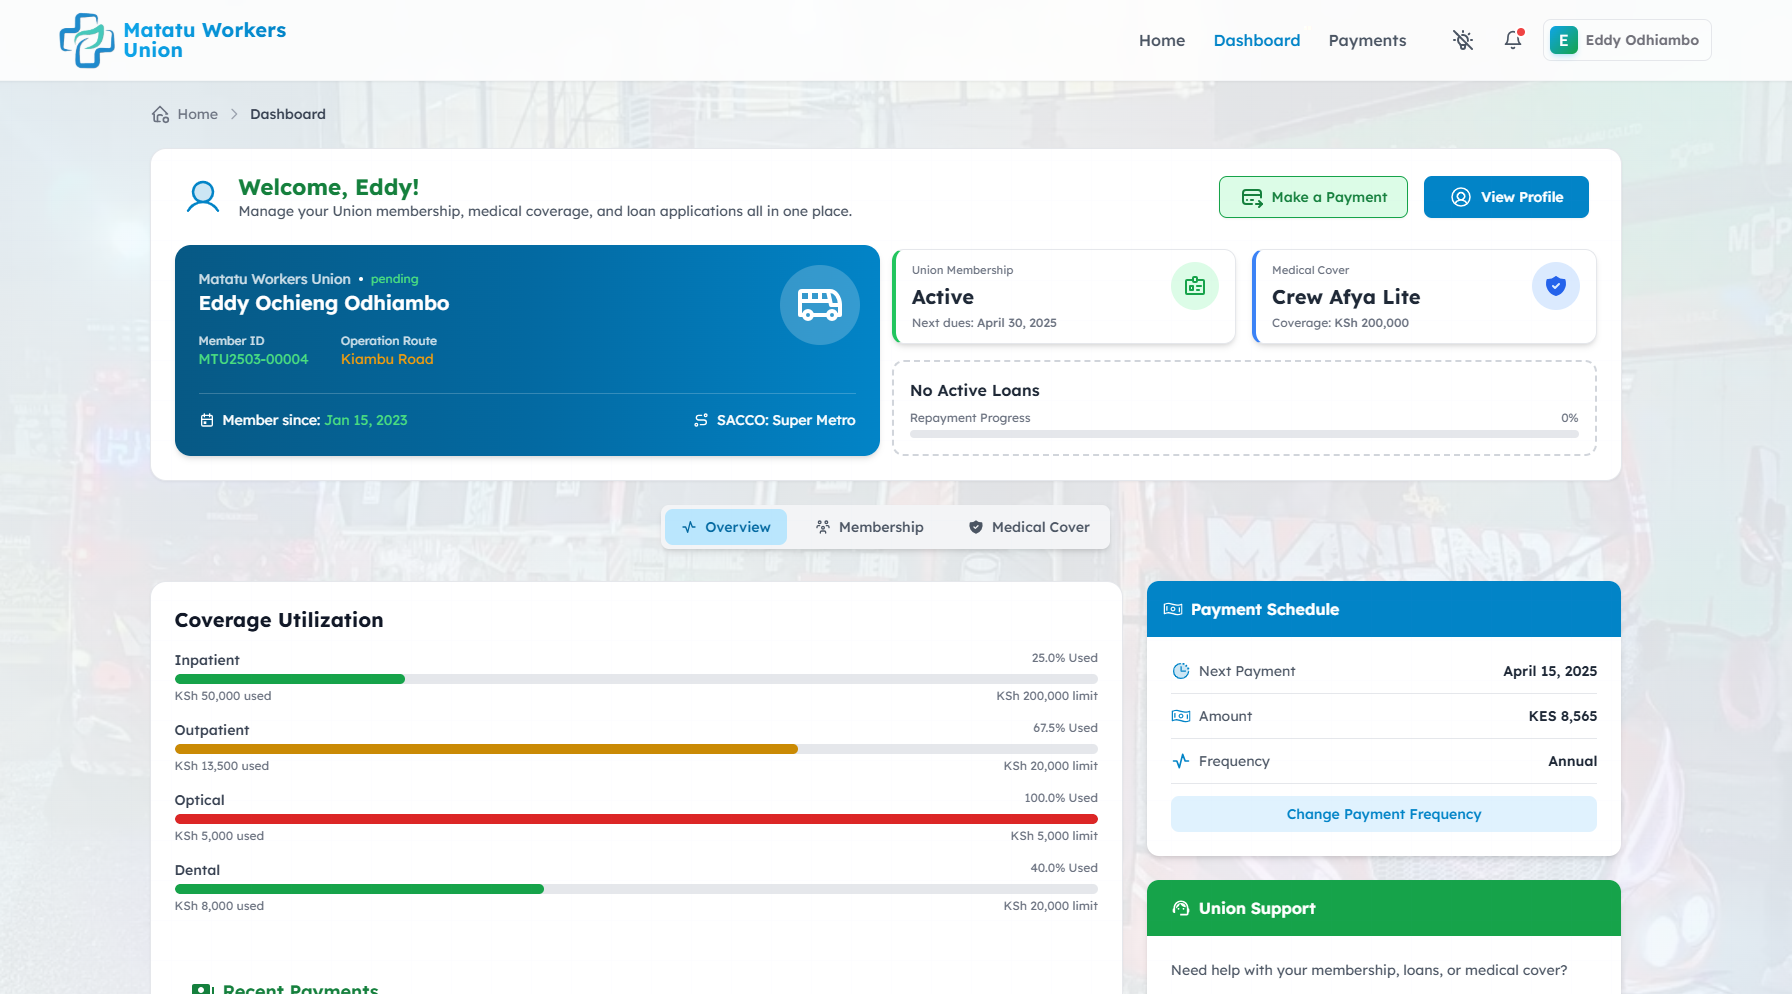 Matatu Workers
Union
Home
Dashboard
Payments
E
Eddy Odhiambo
Home
Dashboard
Welcome, Eddy!
Manage your Union membership, medical coverage, and loan applications all in one place.
Make a Payment
View Profile
Matatu Workers Union • pending
Eddy Ochieng Odhiambo
Member ID
MTU2503-00004
Operation Route
Kiambu Road
Member since: Jan 15, 2023
SACCO: Super Metro
Union Membership
Active
Next dues: April 30, 2025
Medical Cover
Crew Afya Lite
Coverage: KSh 200,000
No Active Loans
Repayment Progress
0%
Overview
Membership
Medical Cover
Coverage Utilization
Inpatient
25.0% Used
KSh 50,000 used
KSh 200,000 limit
Outpatient
67.5% Used
KSh 13,500 used
KSh 20,000 limit
Optical
100.0% Used
KSh 5,000 used
KSh 5,000 limit
Dental
40.0% Used
KSh 8,000 used
KSh 20,000 limit
Recent Payments
Payment Schedule
Next Payment
April 15, 2025
Amount
KES 8,565
Frequency
Annual
Change Payment Frequency
Union Support
Need help with your membership, loans, or medical cover?